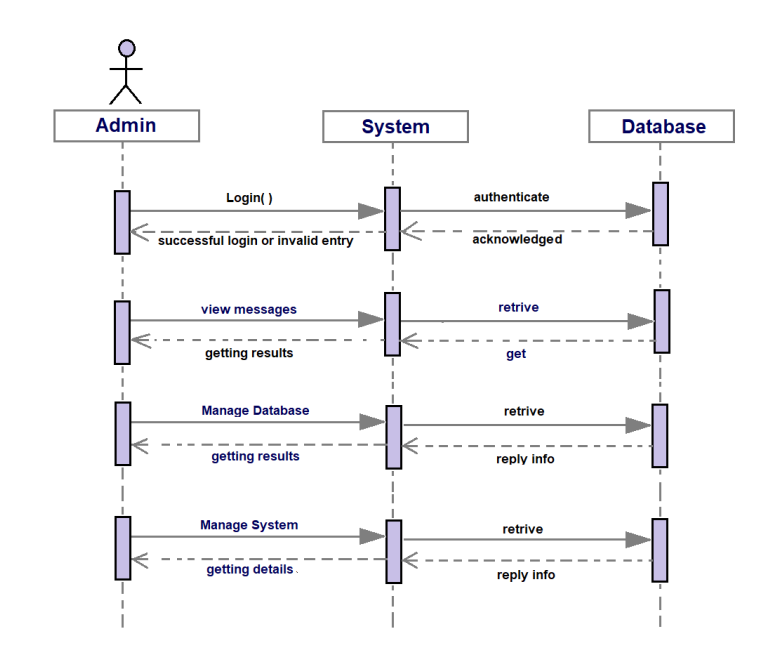 Admin
System
Database
Login( )
authenticate
successful login or invalid entry
acknowledged
view messages
retrive
getting results
get
Manage Database
retrive
getting results
reply info
Manage System
retrive
getting details
reply info